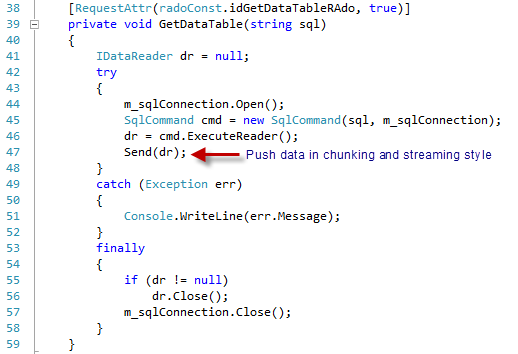 38 [RequestAttr(radoConst.idGetDataTableRAdo, true)]
39 private void GetDataTable(string sql)
40 {
41 IDataReader dr = null;
42 try
43 {
44 m_sqlConnection.Open();
45 SqlCommand cmd = new SqlCommand(sql, m_sqlConnection);
46 dr = cmd.ExecuteReader();
47 Send(dr); Push data in chunking and streaming style
48 }
49 catch (Exception err)
50 {
51 Console.WriteLine(err.Message);
52 }
53 finally
54 {
55 if (dr != null)
56 dr.Close();
57 m_sqlConnection.Close();
58 }
59 }